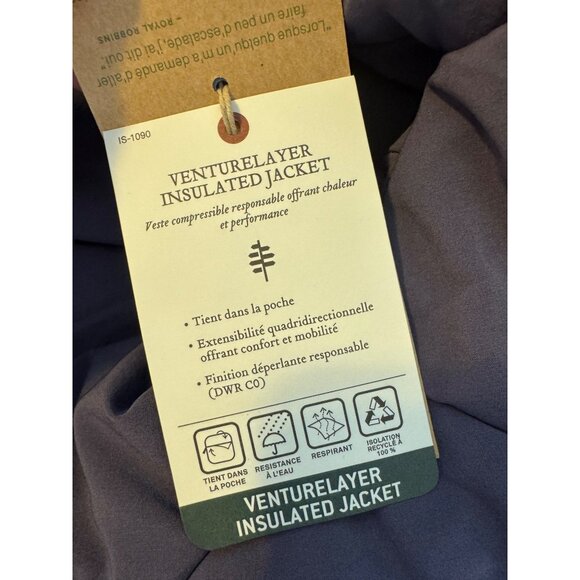 "Lorsque quelqu'un m'a demandé d'aller
faire un peu d'escalade, j'ai dit oui."
- ROYAL ROBBINS
IS-1090
VENTURELAYER
INSULATED JACKET
Veste compressible responsable offrant chaleur
et performance
• Tient dans la poche
• Extensibilité quadridirectionnelle
offrant confort et mobilité
• Finition déperlante responsable
(DWR C0)
TIENT DANS
LA POCHE
RESISTANCE
À L'EAU
RESPIRANT
ISOLATION
RECYCLÉ À
100 %
VENTURELAYER
INSULATED JACKET